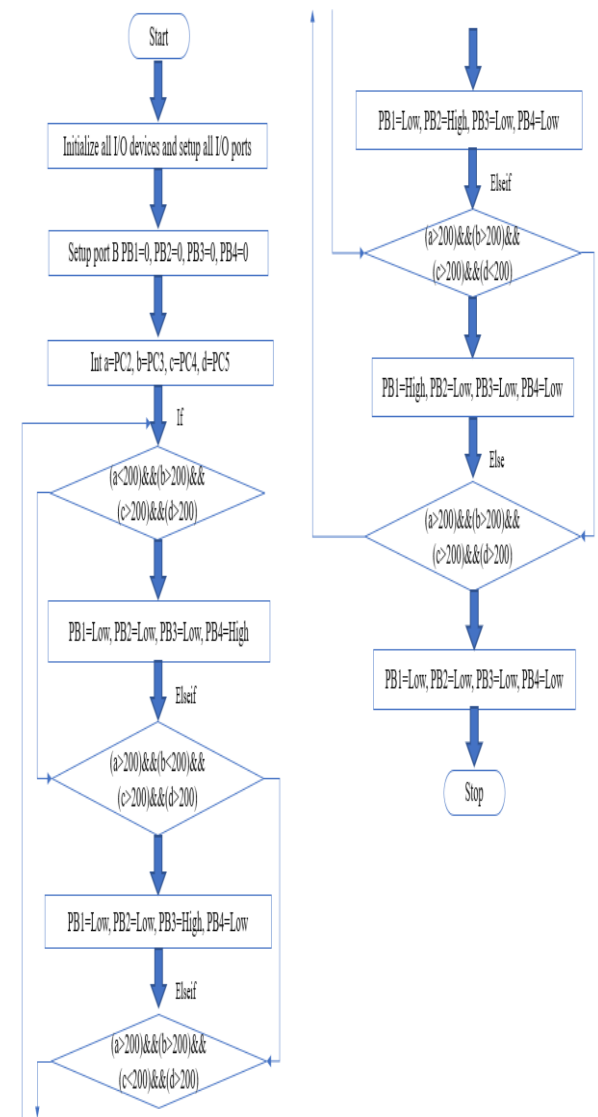 Start
Initialize all I/O devices and setup all I/O ports
Setup port B PB1=0, PB2=0, PB3=0, PB4=0
Int a=PC2, b=PC3, c=PC4, d=PC5
If
(a<200)&&(b>200)&&
(c>200)&&(d>200)
PB1=Low, PB2=Low, PB3=Low, PB4=High
Elseif
(a>200)&&(b<200)&&
(c>200)&&(d>200)
PB1=Low, PB2=Low, PB3=High, PB4=Low
Elseif
(a>200)&&(b>200)&&
(c<200)&&(d>200)
PB1=Low, PB2=High, PB3=Low, PB4=Low
Elseif
(a>200)&&(b>200)&&
(c>200)&&(d<200)
PB1=High, PB2=Low, PB3=Low, PB4=Low
Else
(a>200)&&(b>200)&&
(c>200)&&(d>200)
PB1=Low, PB2=Low, PB3=Low, PB4=Low
Stop